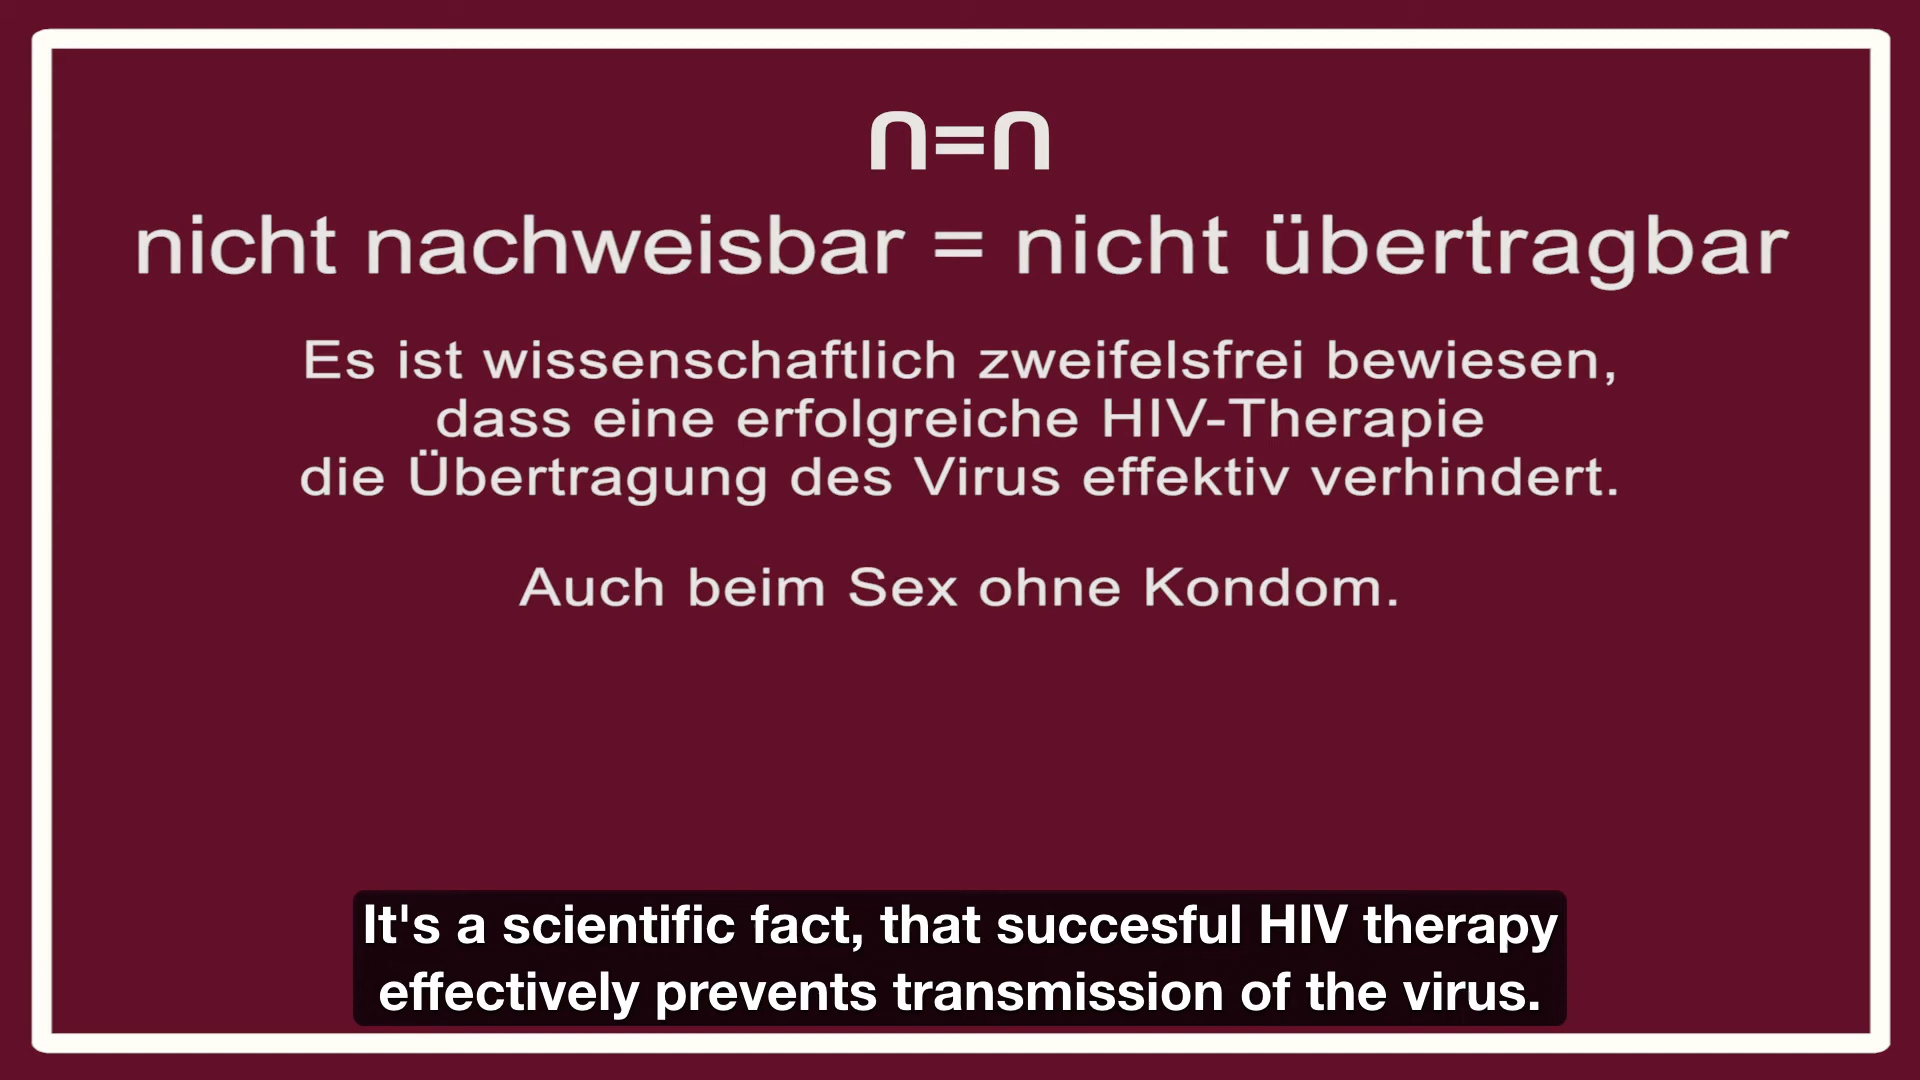 n=n
nicht nachweisbar = nicht übertragbar
Es ist wissenschaftlich zweifelsfrei bewiesen,
dass eine erfolgreiche HIV-Therapie
die Übertragung des Virus effektiv verhindert.
Auch beim Sex ohne Kondom.
It's a scientific fact, that succesful HIV therapy
effectively prevents transmission of the virus.